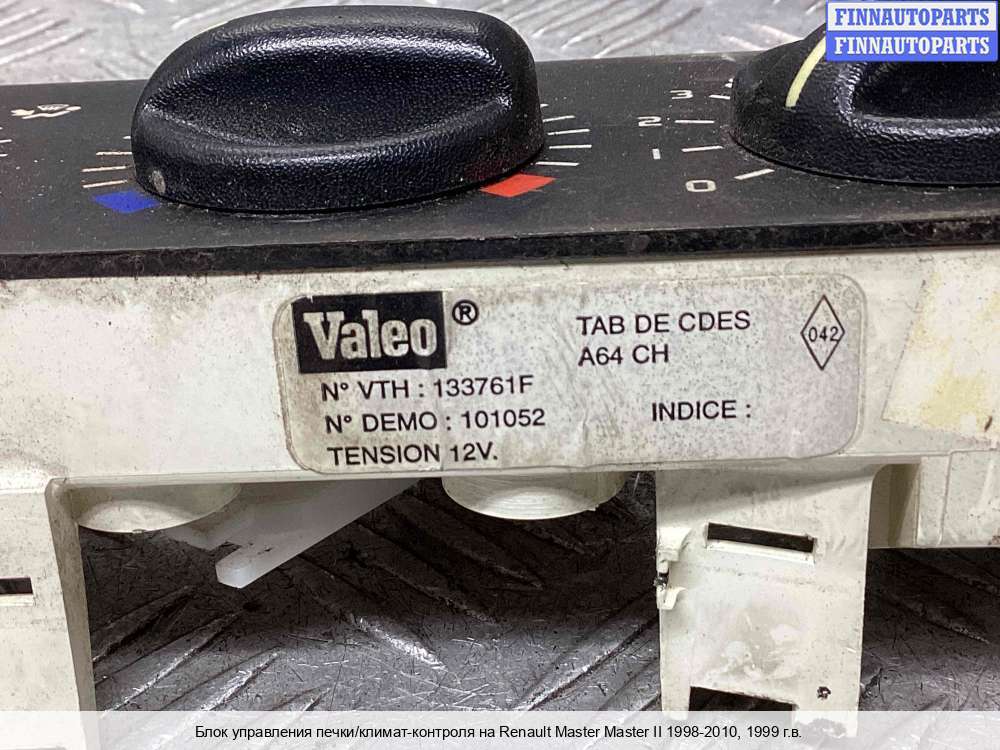 FINNAUTOPARTS
FINNAUTOPARTS
3
2
1
0
Valeo ®
TAB DE CDES
A64 CH
042
N° VTH : 133761F
N° DEMO : 101052
INDICE :
TENSION 12V.
Блок управления печки/климат-контроля на Renault Master Master II 1998-2010, 1999 г.в.